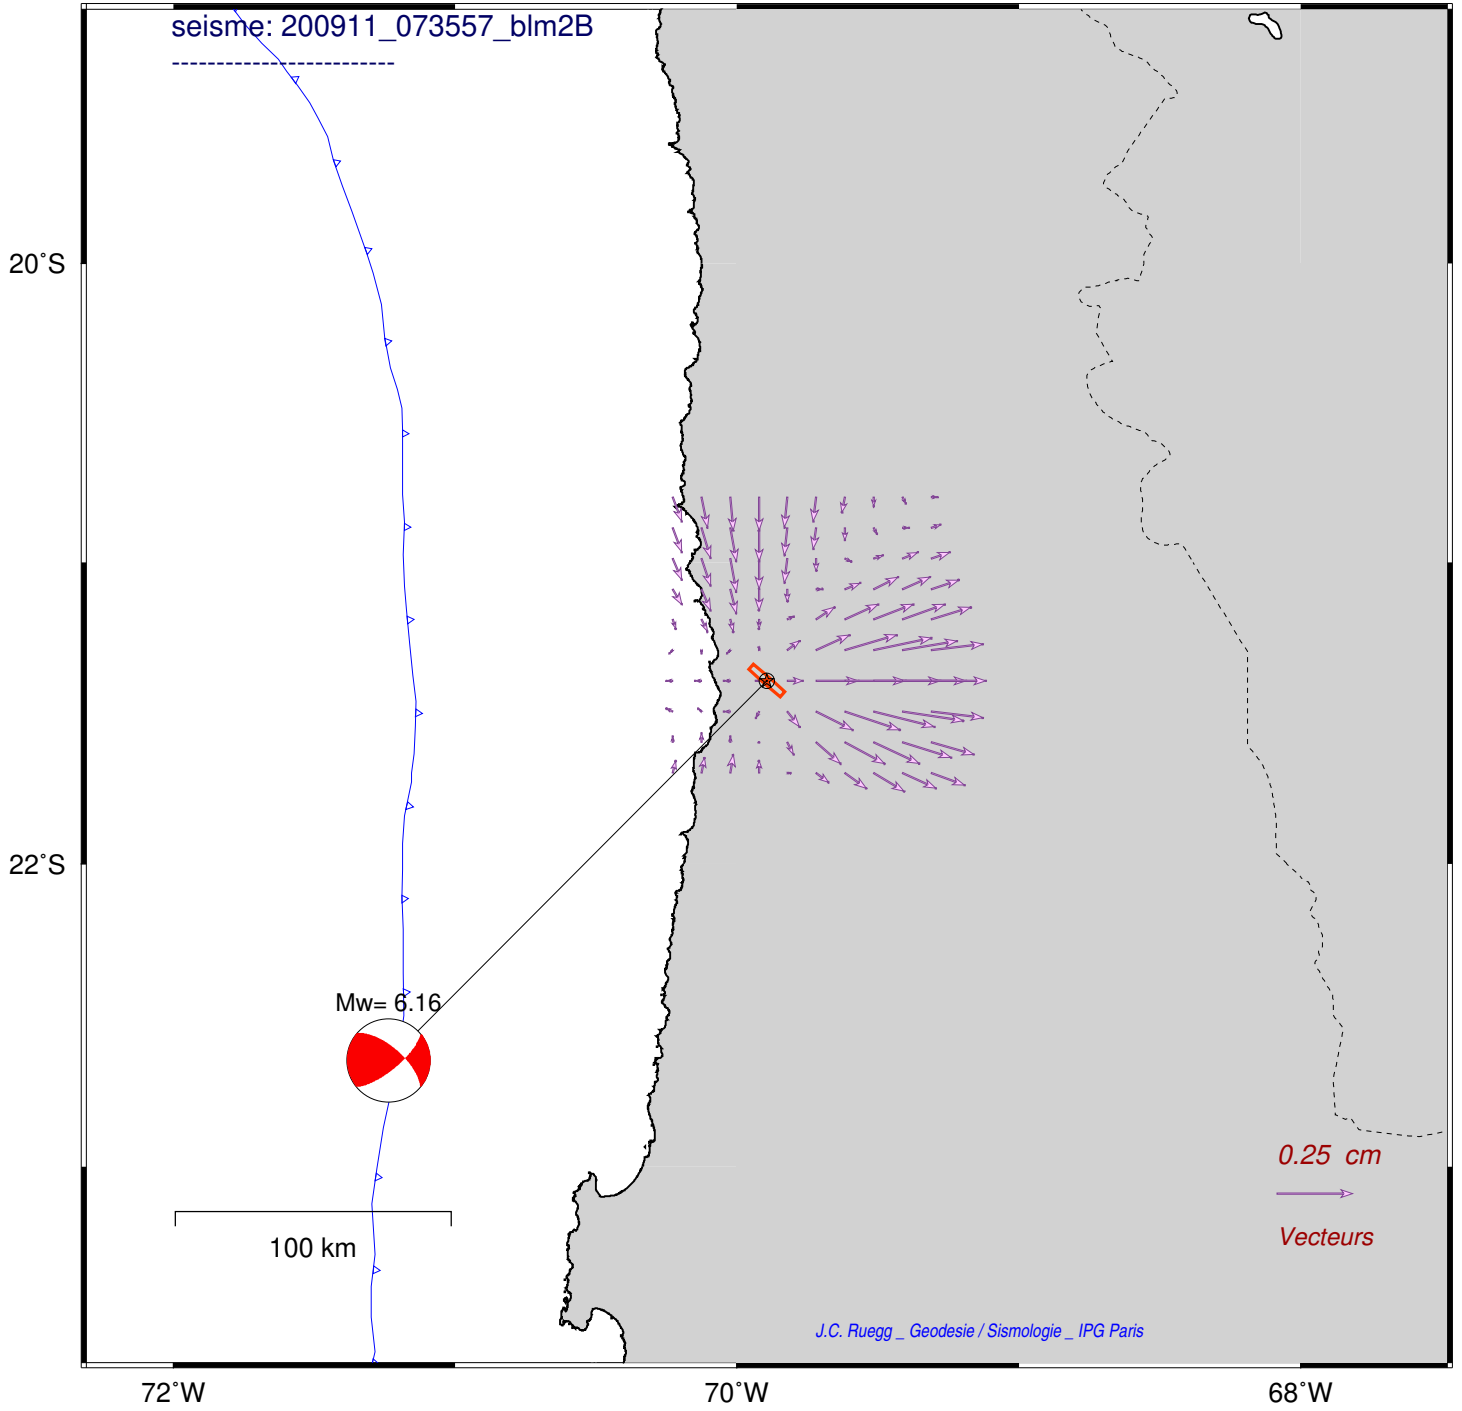 seisme: 200911_073557_blm2B
20°S
22°S
Mw= 6.16
0.25 cm
Vecteurs
100 km
J.C. Ruegg _ Geodesie / Sismologie _ IPG Paris
72°W
70°W
68°W